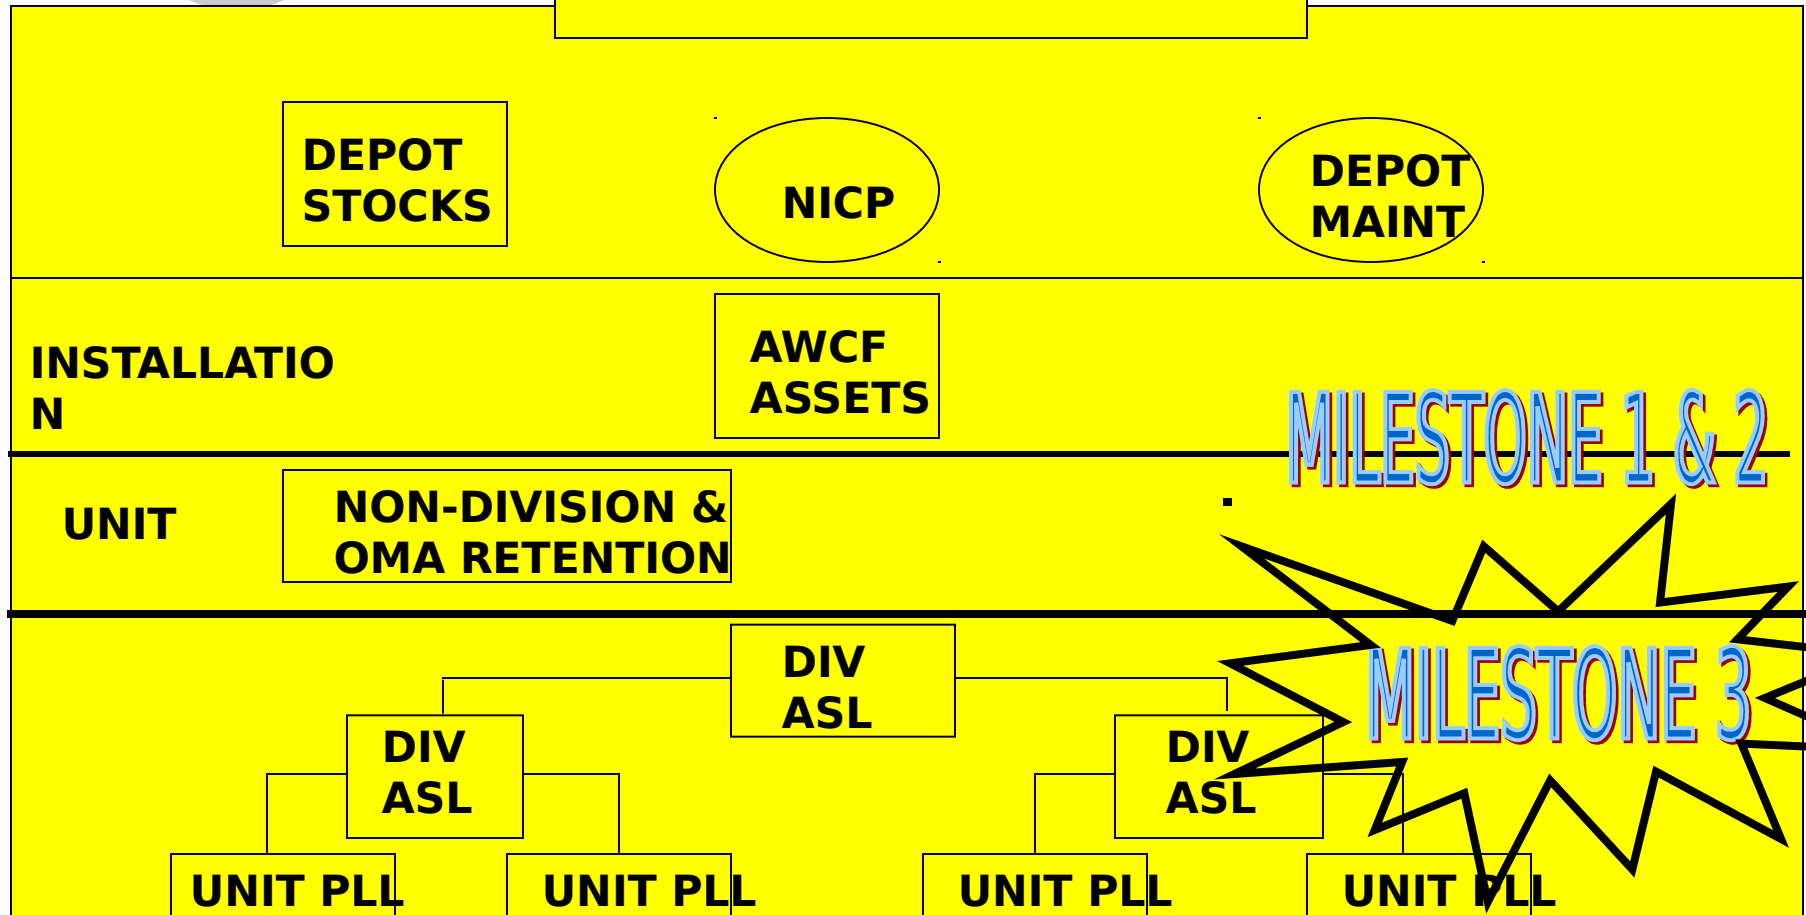 DEPOT
STOCKS
NICP
DEPOT
MAINT
INSTALLATIO
N
AWCF
ASSETS
MILESTONE 1 & 2
UNIT
NON-DIVISION &
OMA RETENTION
DIV
ASL
MILESTONE 3
DIV
ASL
DIV
ASL
UNIT PLL
UNIT PLL
UNIT PLL
UNIT PLL